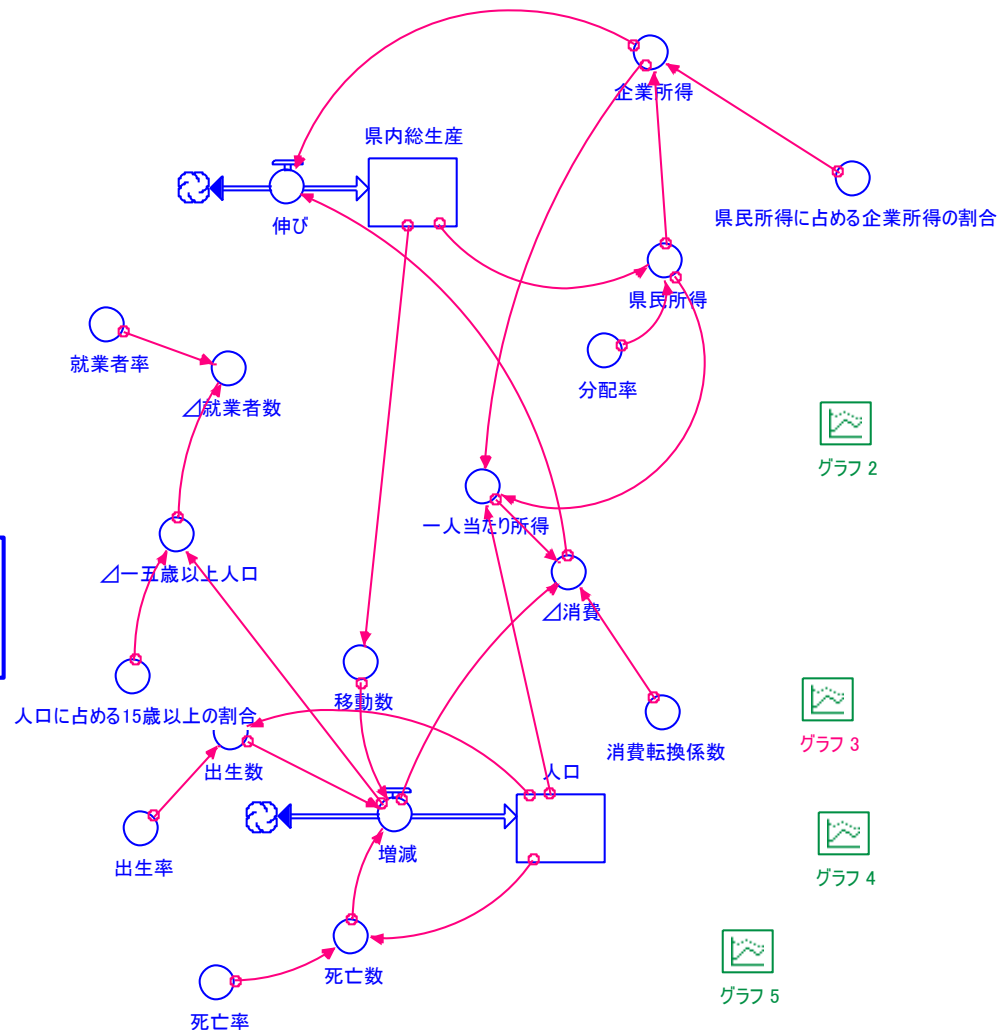 企業所得
県内総生産
県民所得に占める企業所得の割合
伸び
県民所得
就業者率
分配率
⊿就業者数
グラフ 2
一人当たり所得
⊿一五歳以上人口
⊿消費
移動数
人口に占める15歳以上の割合
グラフ 3
消費転換係数
出生数
人口
増減
出生率
グラフ 4
死亡数
グラフ 5
死亡率